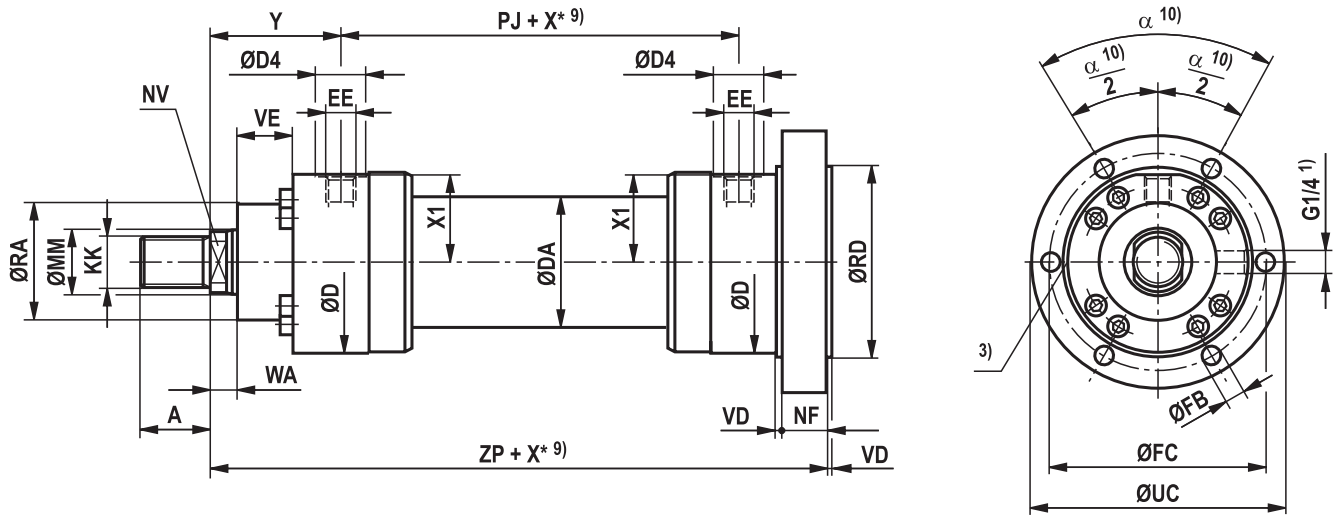 Y
PJ + X* 9)
ØD4
ØD4
NV
EE
EE
VE
ØRA
ØMM
KK
X1
X1
ØDA
ØRD
ØD
ØD
WA
A
VD
NF
VD
ZP + X* 9)
α 10)
α 10)
2
α 10)
2
G1/4 1)
3)
ØFB
ØFC
ØUC